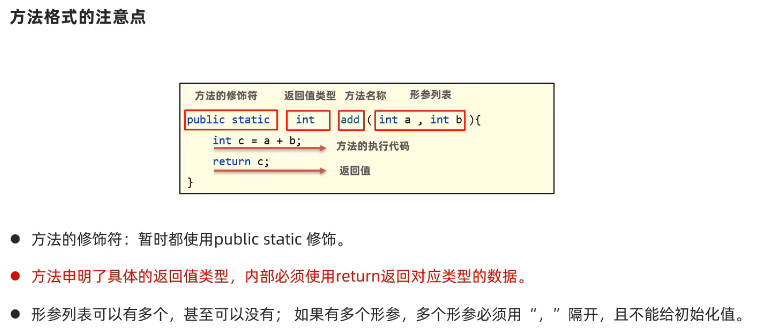 方法格式的注意点
方法的修饰符 返回值类型 方法名称 形参列表
public static int add ( int a , int b ){
int c = a + b; 方法的执行代码
return c; 返回值
}
● 方法的修饰符：暂时都使用public static 修饰。
● 方法申明了具体的返回值类型，内部必须使用return返回对应类型的数据。
● 形参列表可以有多个，甚至可以没有； 如果有多个形参，多个形参必须用“，”隔开，且不能给初始化值。